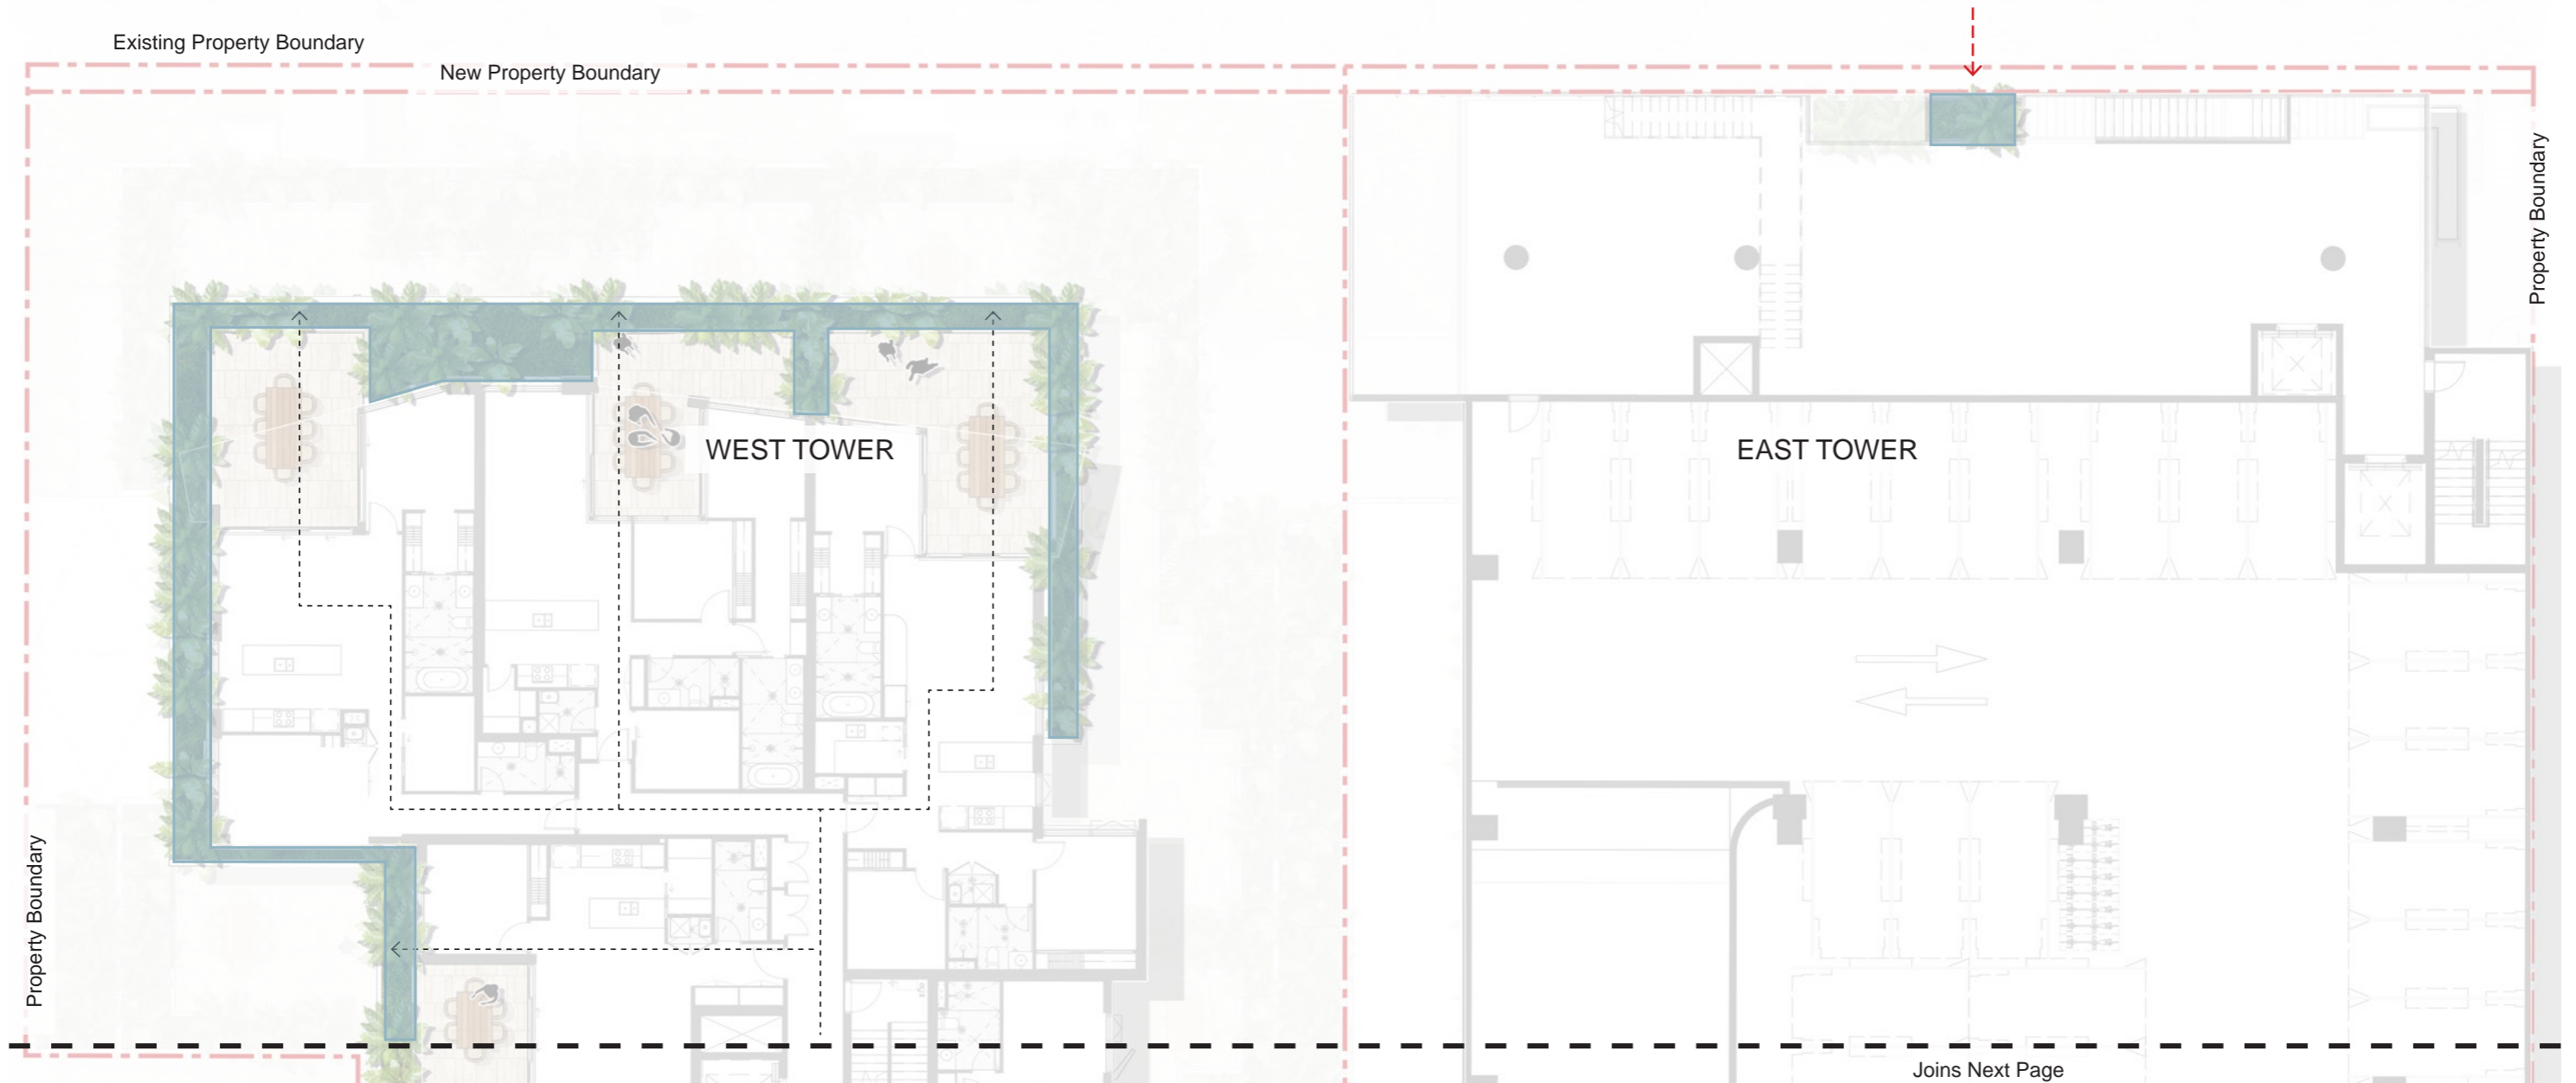 Existing Property Boundary
New Property Boundary
Property Boundary
WEST TOWER
EAST TOWER
Property Boundary
Joins Next Page